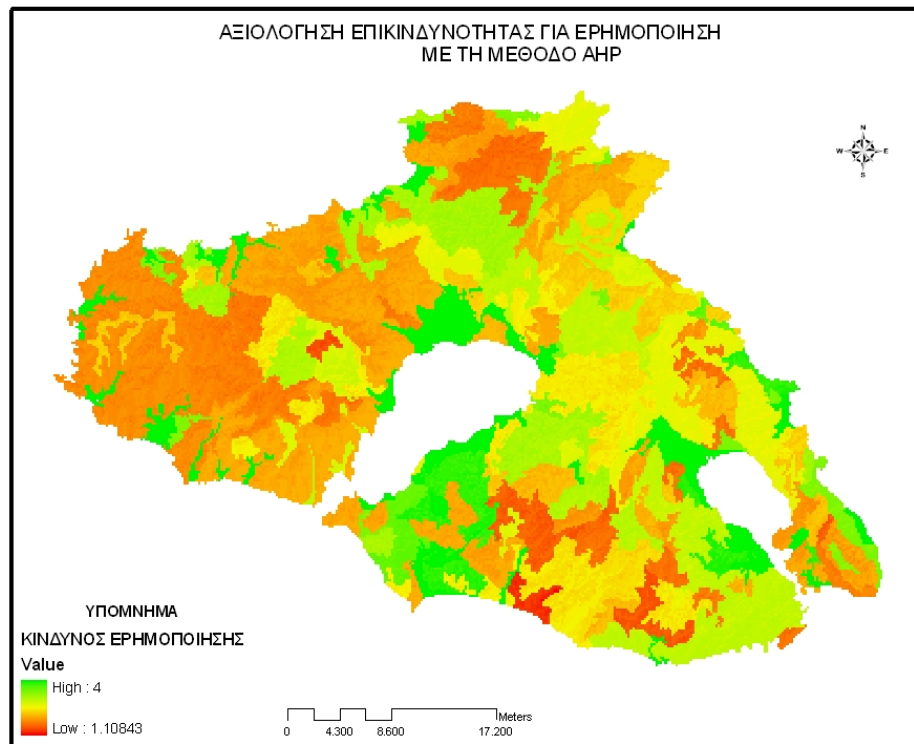 ΑΞΙΟΛΟΓΗΣΗ ΕΠΙΚΙΝΔΥΝΟΤΗΤΑΣ ΓΙΑ ΕΡΗΜΟΠΟΙΗΣΗ
ΜΕ ΤΗ ΜΕΘΟΔΟ AHP
N
W E
S
ΥΠΟΜΝΗΜΑ
ΚΙΝΔΥΝΟΣ ΕΡΗΜΟΠΟΙΗΣΗΣ
Value
High : 4
Low : 1.10843
Meters
0 4.300 8.600 17.200